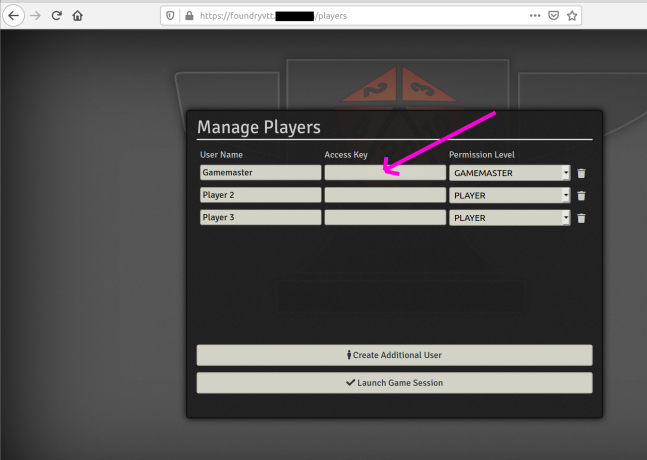 https://foundryvtt. /players
Manage Players
User Name Access Key Permission Level
Gamemaster GAMEMASTER
Player 2 PLAYER
Player 3 PLAYER
Create Additional User
Launch Game Session